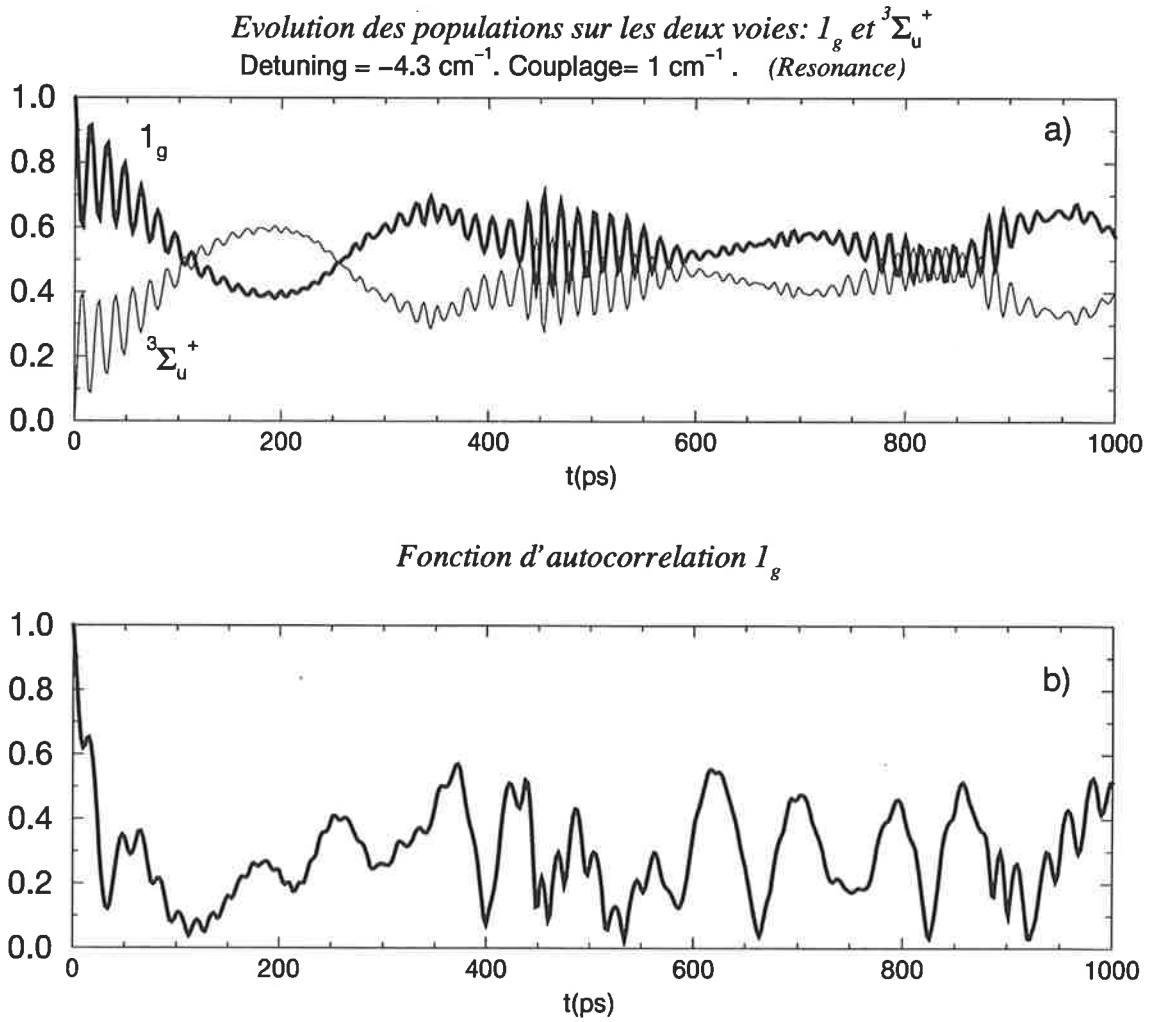 Evolution des populations sur les deux voies: 1g et ³Σu⁺
Detuning = −4.3 cm⁻¹. Couplage= 1 cm⁻¹ . (Resonance)
1.0
0.8
0.6
0.4
0.2
0.0
1g
a)
³Σu⁺
0 200 400 600 800 1000
t(ps)
Fonction d'autocorrelation 1g
1.0
0.8
0.6
0.4
0.2
0.0
b)
0 200 400 600 800 1000
t(ps)